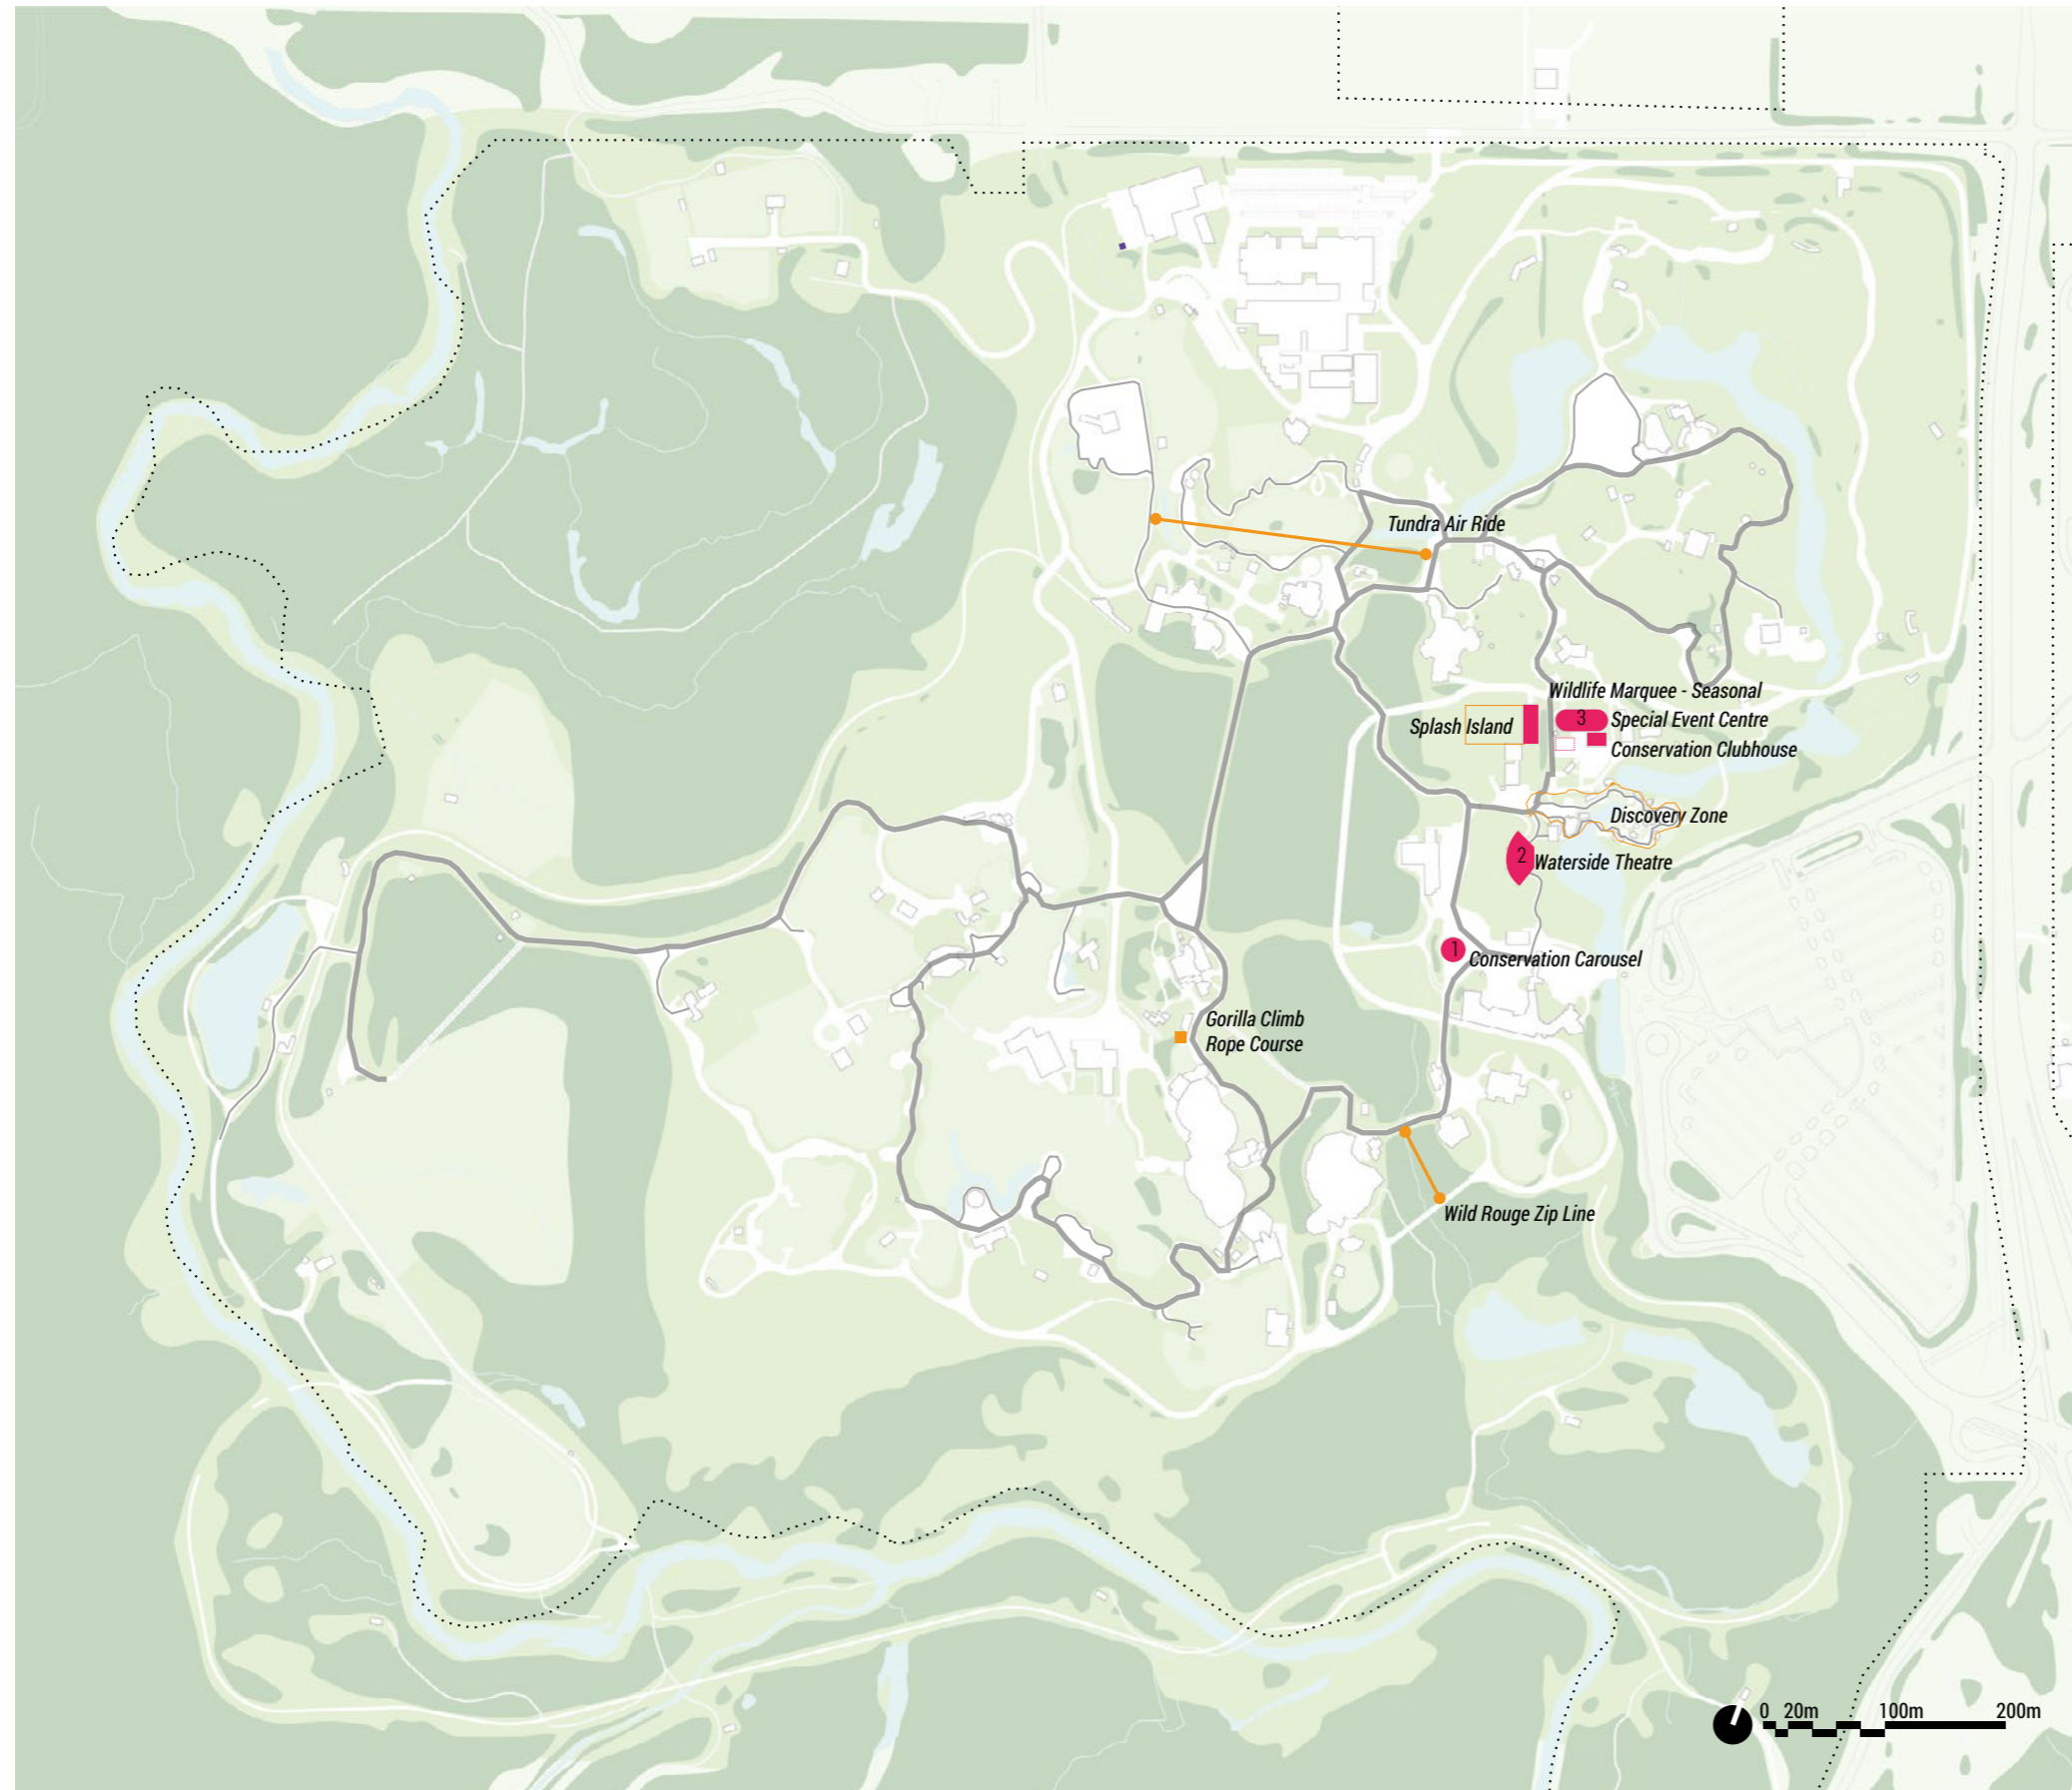 Tundra Air Ride
Wildlife Marquee - Seasonal
3
Special Event Centre
Splash Island
Conservation Clubhouse
Discovery Zone
2
Waterside Theatre
1
Conservation Carousel
Gorilla Climb
Rope Course
Wild Rouge Zip Line
0 20m 100m 200m